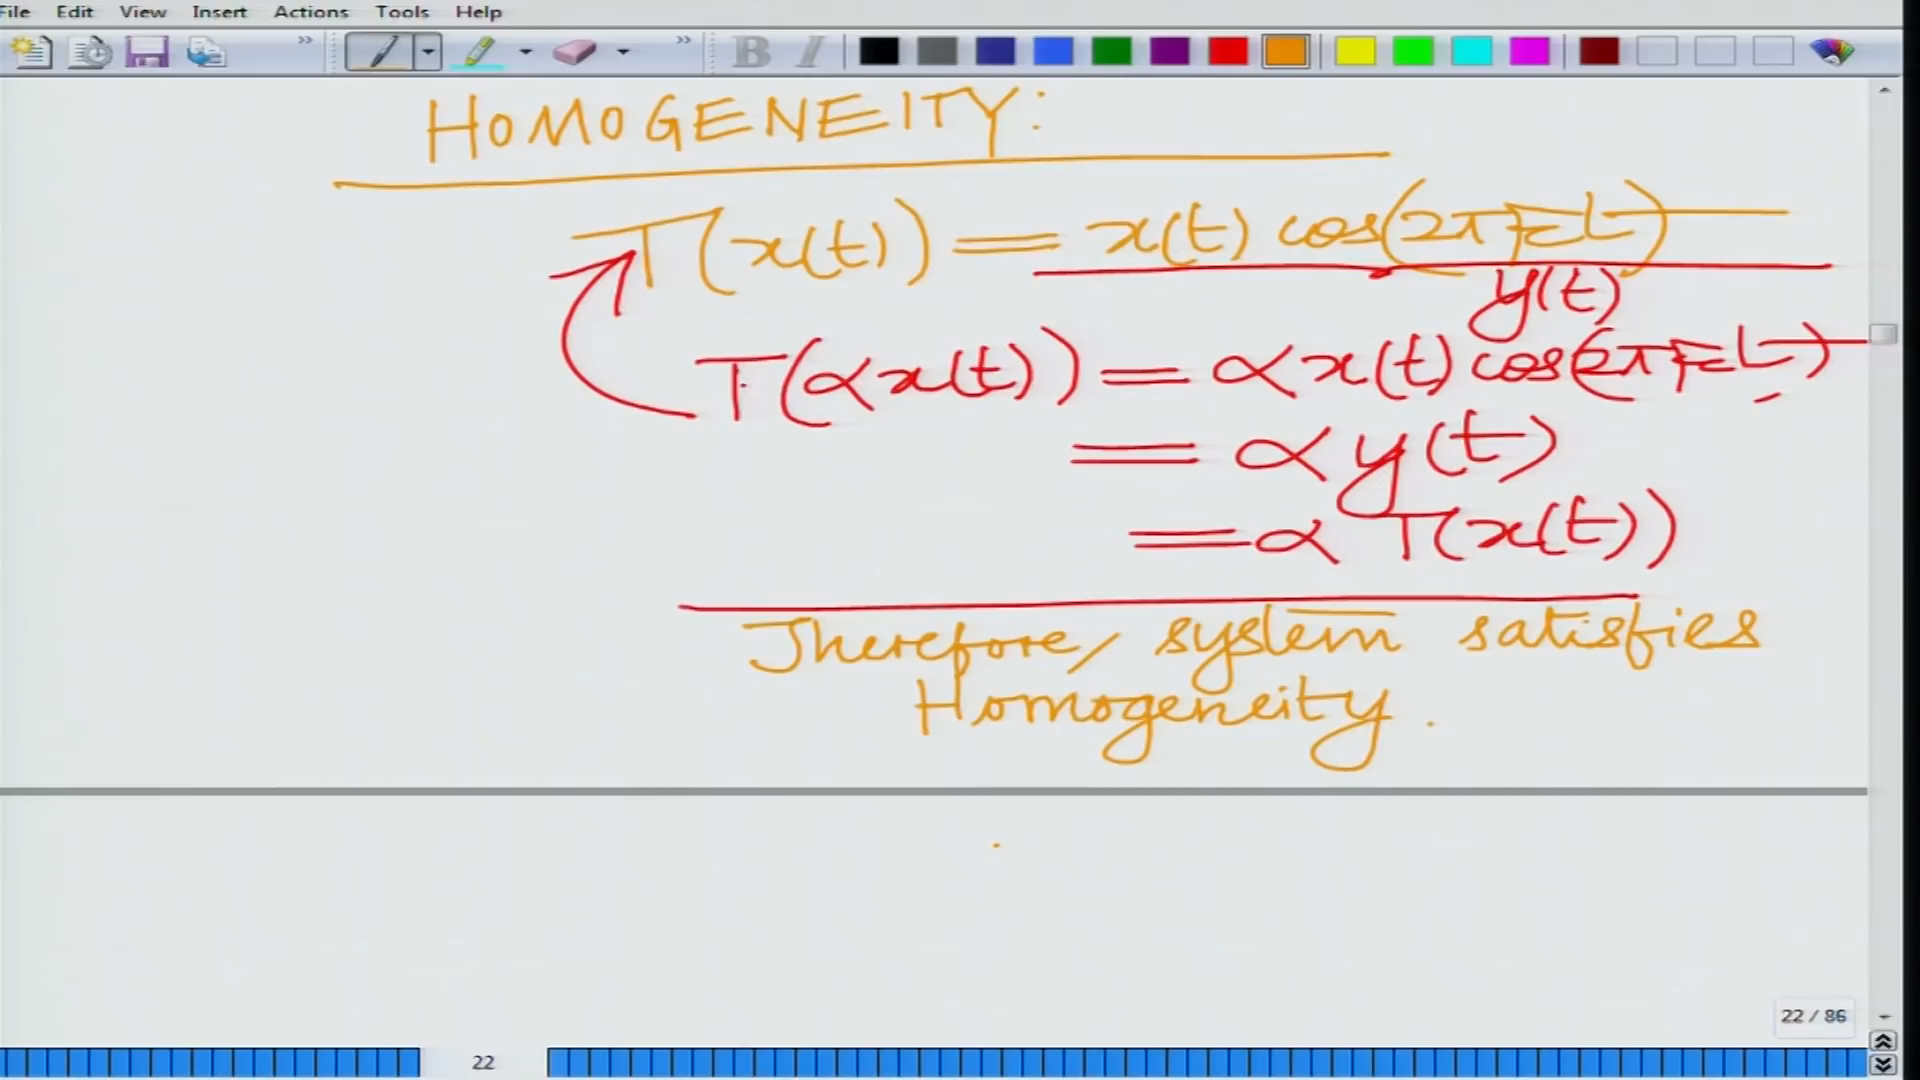 File Edit View Insert Actions Tools Help
B I
HOMOGENEITY:
T(x(t)) = x(t) cos(2πFct)
y(t)
T(αx(t)) = αx(t) cos(2πFct)
= αy(t)
= α T(x(t))
Therefore, system satisfies
Homogeneity.
22 / 86
22